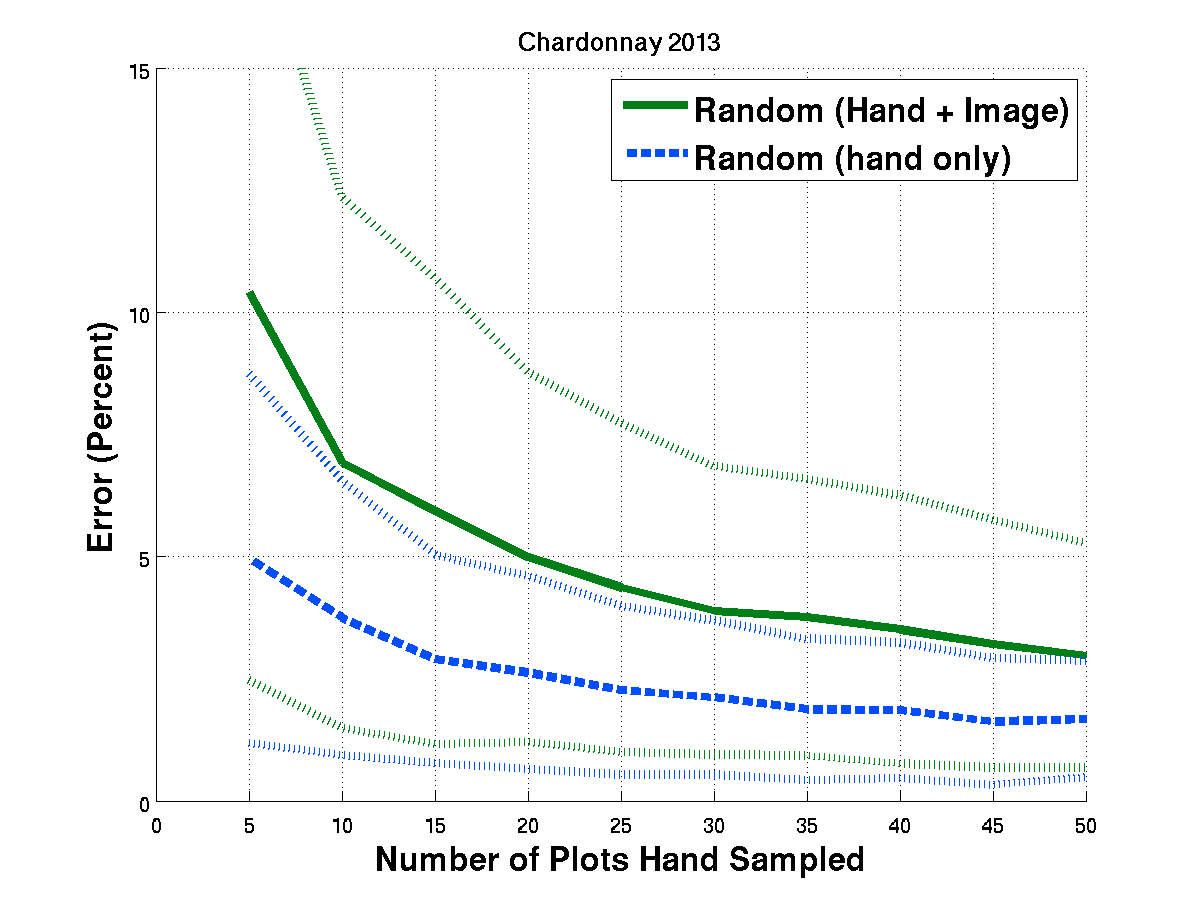 Chardonnay 2013
Random (Hand + Image)
Random (hand only)
Error (Percent)
15
10
5
0
0 5 10 15 20 25 30 35 40 45 50
Number of Plots Hand Sampled